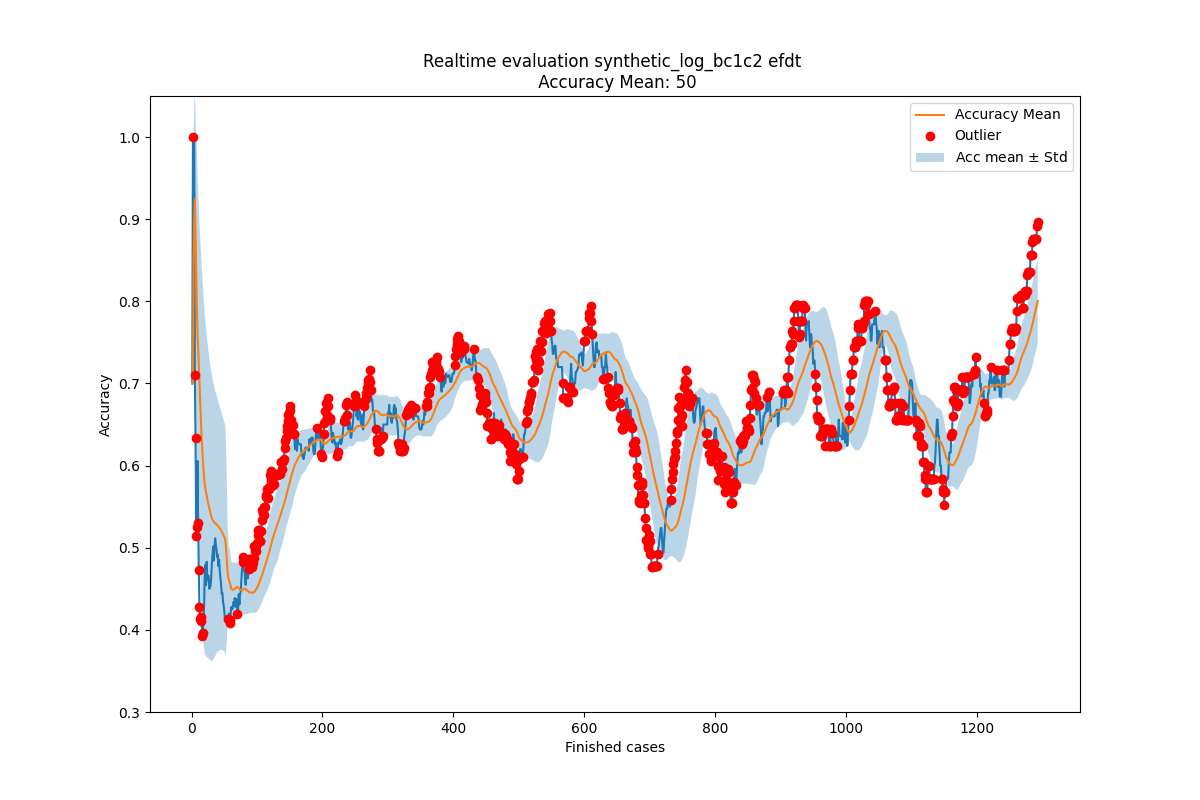 Realtime evaluation synthetic_log_bc1c2 efdt
Accuracy Mean: 50
Accuracy Mean
Outlier
Acc mean ± Std
1.0
0.9
0.8
0.7
0.6
0.5
0.4
0.3
Accuracy
0
200
400
600
800
1000
1200
Finished cases